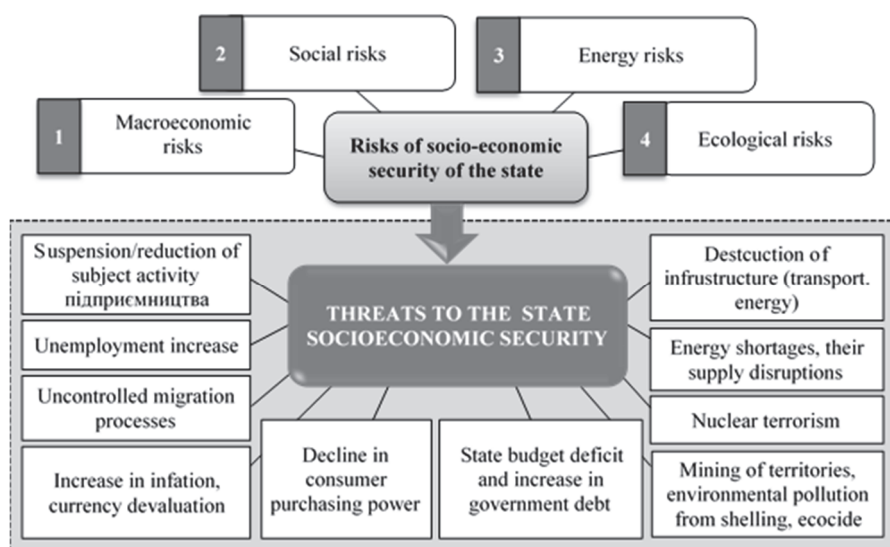 2
Social risks
3
Energy risks
1
Macroeconomic
risks
Risks of socio-economic
security of the state
4
Ecological risks
Suspension/reduction of
subject activity
підприємництва
Unemployment increase
Uncontrolled migration
processes
Increase in infation,
currency devaluation
THREATS TO THE STATE
SOCIOECONOMIC SECURITY
Decline in
consumer
purchasing power
State budget deficit
and increase in
government debt
Destcuction of
infrustructure (transport.
energy)
Energy shortages, their
supply disruptions
Nuclear terrorism
Mining of territories,
environmental pollution
from shelling, ecocide